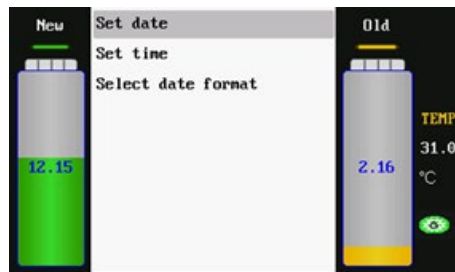 New
12.15
Set date
Set time
Select date format
Old
2.16
TEMP
31.0
°C